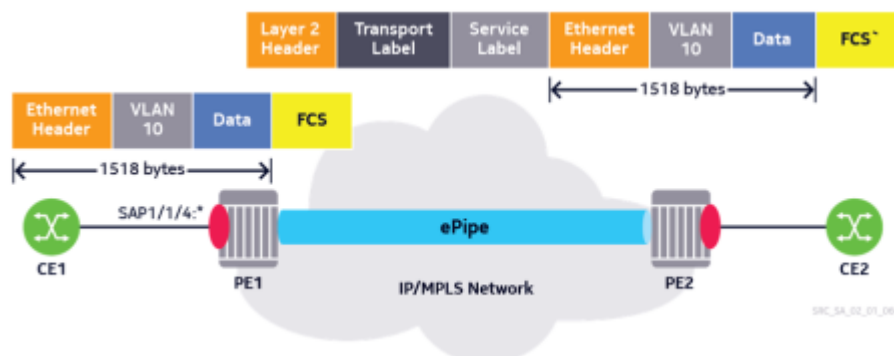 Layer 2 Header
Transport Label
Service Label
Ethernet Header
VLAN 10
Data
FCS`
1518 bytes
Ethernet Header
VLAN 10
Data
FCS
1518 bytes
SAP1/1/4:*
ePipe
CE1
PE1
IP/MPLS Network
PE2
CE2